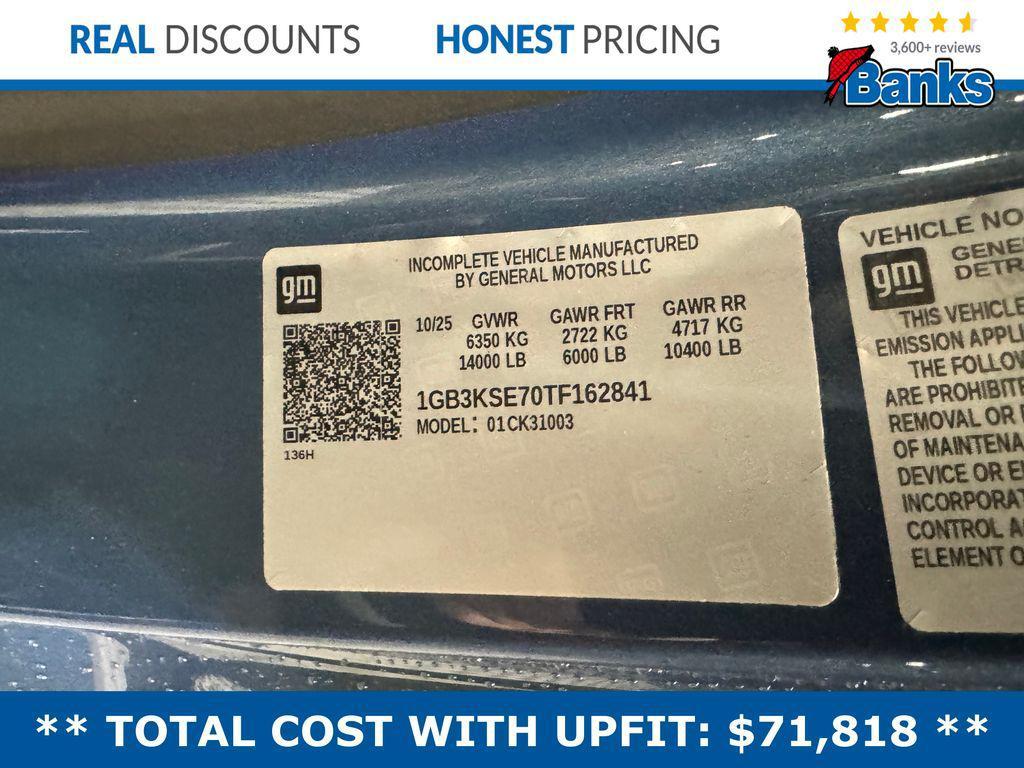 REAL DISCOUNTS HONEST PRICING
3,600+ reviews
Banks
INCOMPLETE VEHICLE MANUFACTURED
BY GENERAL MOTORS LLC
gm
10/25 GVWR GAWR FRT GAWR RR
6350 KG 2722 KG 4717 KG
14000 LB 6000 LB 10400 LB
1GB3KSE70TF162841
MODEL: 01CK31003
136H
VEHICLE NO
gm
GENE
DETR
THIS VEHICLE
EMISSION APPL
THE FOLLOW
ARE PROHIBITE
REMOVAL OR
OF MAINTENA
DEVICE OR E
INCORPORAT
CONTROL A
ELEMENT O
** TOTAL COST WITH UPFIT: $71,818 **